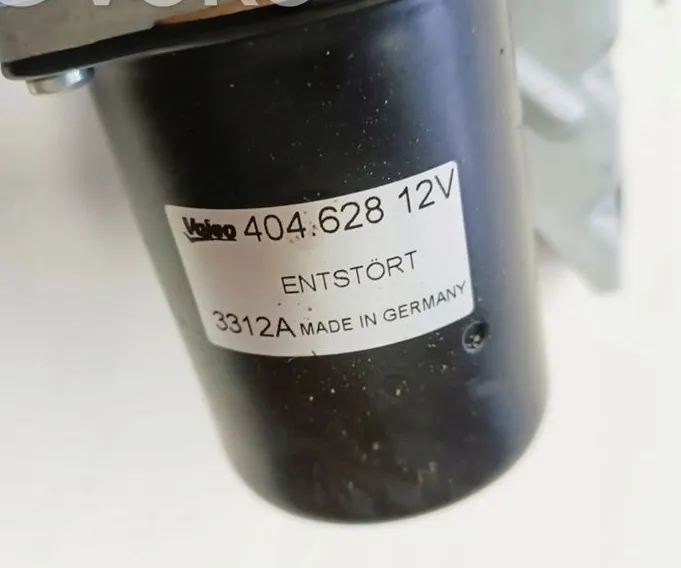 Valeo 404.628 12V
ENTSTÖRT
3312A MADE IN GERMANY